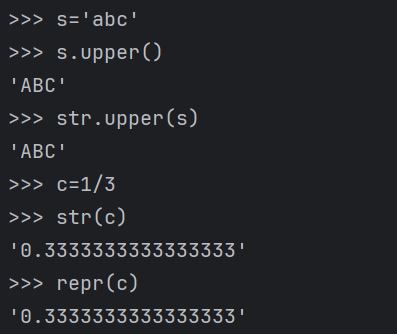 >>> s='abc'
>>> s.upper()
'ABC'
>>> str.upper(s)
'ABC'
>>> c=1/3
>>> str(c)
'0.3333333333333333'
>>> repr(c)
'0.3333333333333333'